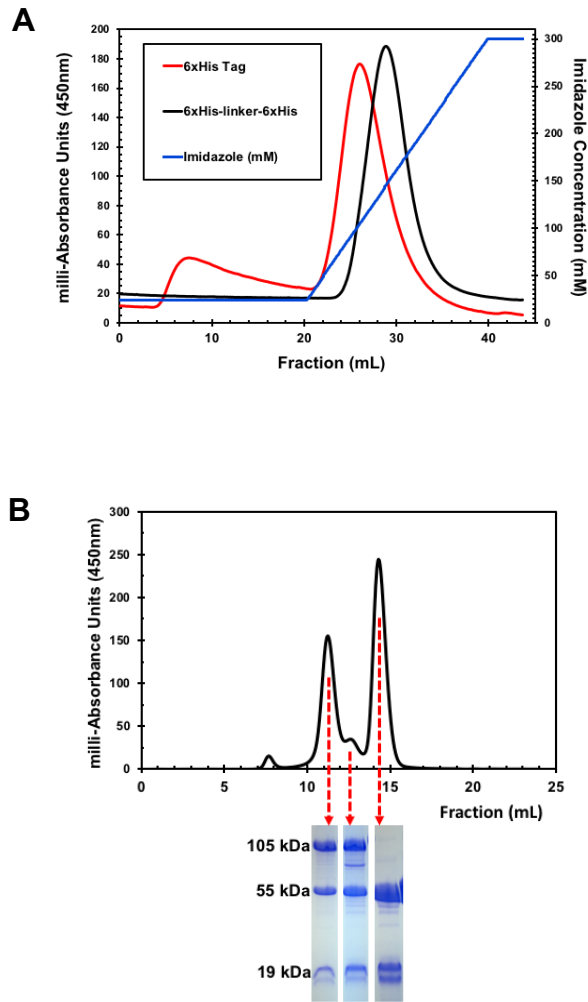 A
milli-Absorbance Units (450nm)
200
180
160
140
120
100
80
60
40
20
0
6xHis Tag
6xHis-linker-6xHis
Imidazole (mM)
300
250
200
150
100
50
0
Imidazole Concentration (mM)
0 10 20 30 40
Fraction (mL)
B
milli-Absorbance Units (450nm)
300
250
200
150
100
50
0
0 5 10 15 20 25
Fraction (mL)
105 kDa
55 kDa
19 kDa